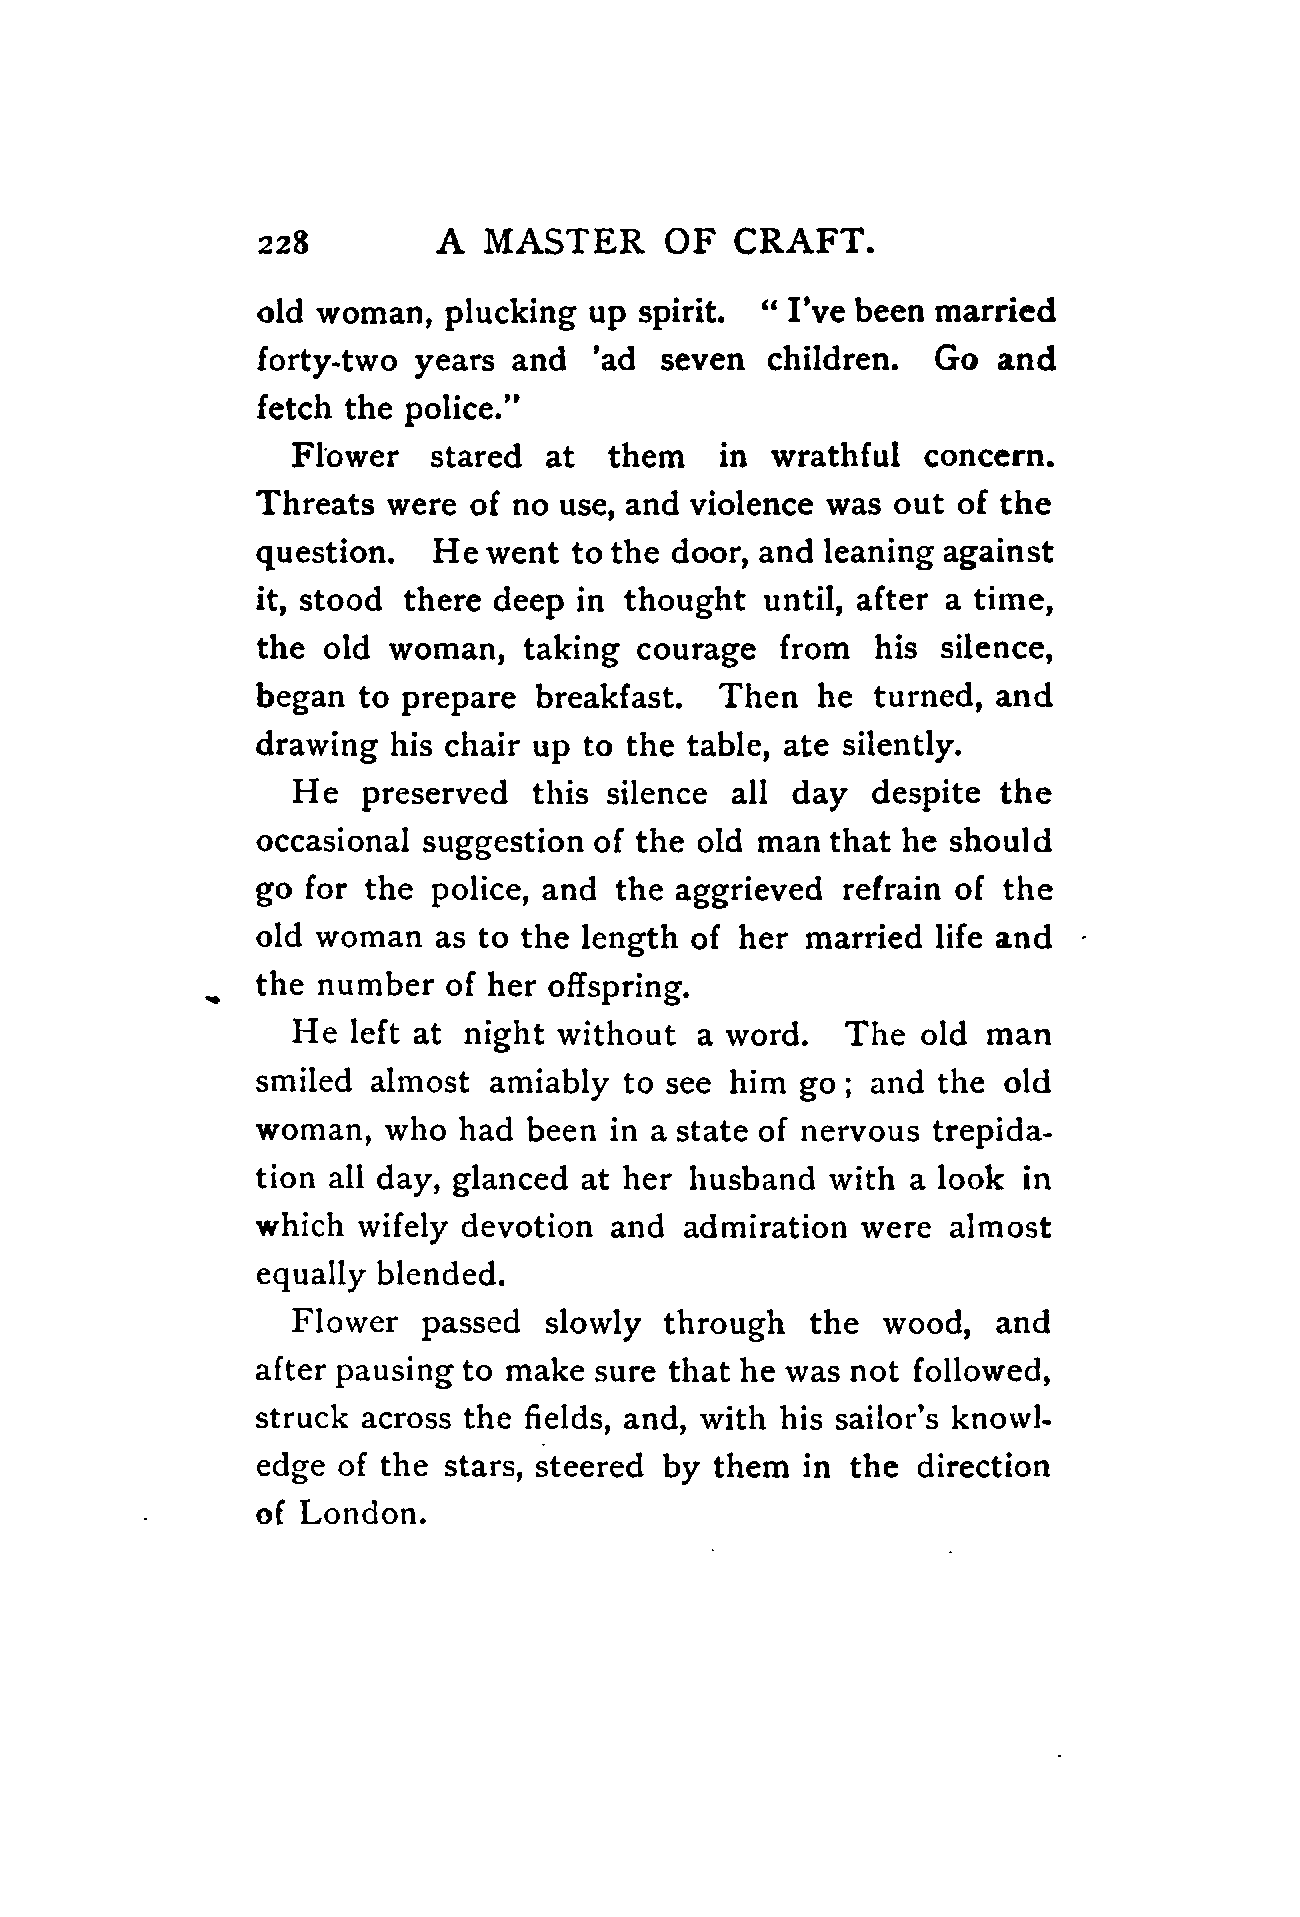 228 A MASTER OF CRAFT.
old woman, plucking up spirit. “ I've been married
forty-two years and 'ad seven children. Go and
fetch the police."
Flower stared at them in wrathful concern.
Threats were of no use, and violence was out of the
question. He went to the door, and leaning against
it, stood there deep in thought until, after a time,
the old woman, taking courage from his silence,
began to prepare breakfast. Then he turned, and
drawing his chair up to the table, ate silently.
He preserved this silence all day despite the
occasional suggestion of the old man that he should
go for the police, and the aggrieved refrain of the
old woman as to the length of her married life and
the number of her offspring.
He left at night without a word. The old man
smiled almost amiably to see him go ; and the old
woman, who had been in a state of nervous trepida-
tion all day, glanced at her husband with a look in
which wifely devotion and admiration were almost
equally blended.
Flower passed slowly through the wood, and
after pausing to make sure that he was not followed,
struck across the fields, and, with his sailor's knowl-
edge of the stars, steered by them in the direction
of London.